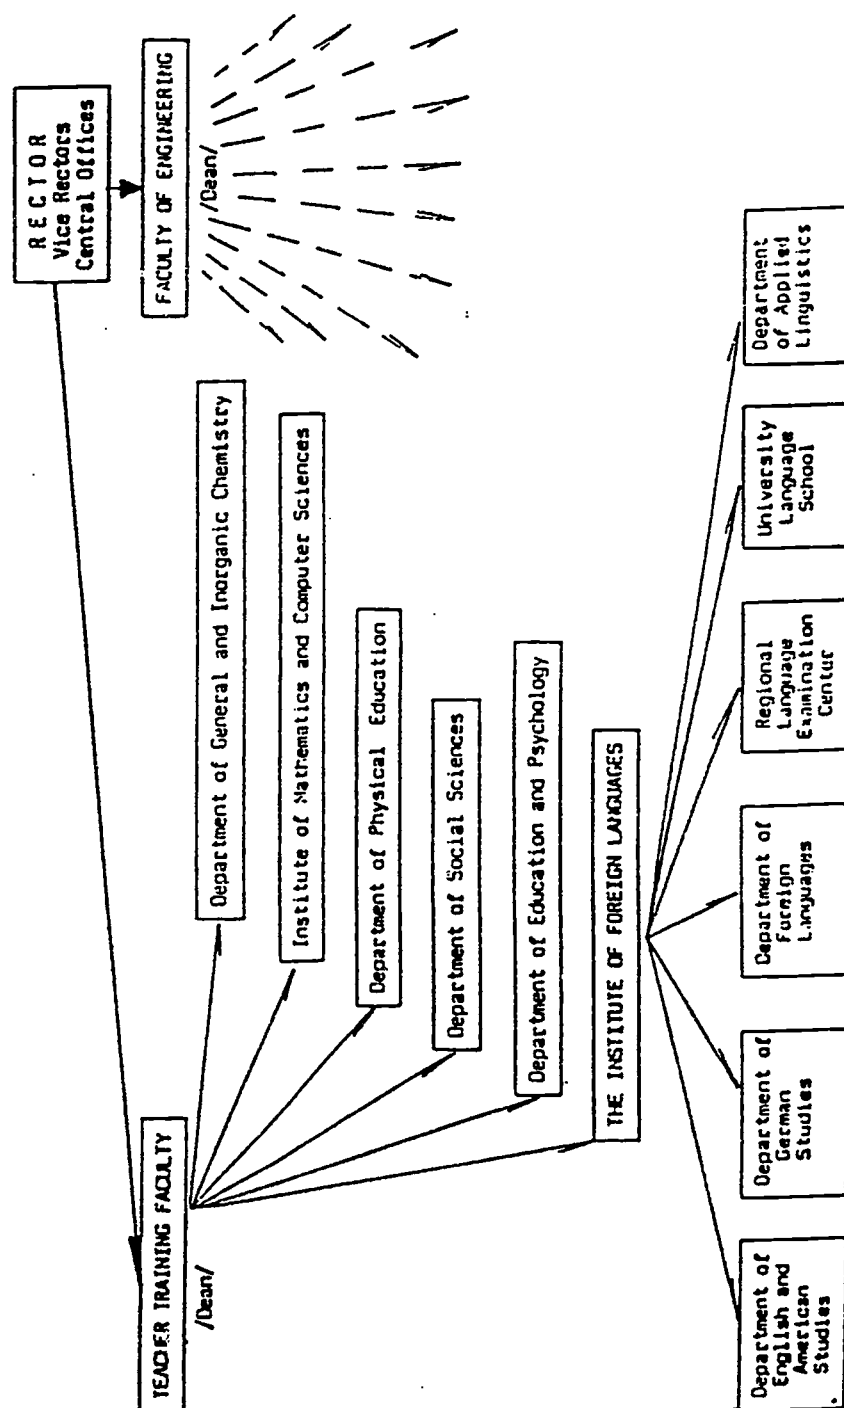 R E C T O R
Vice Rectors
Central Offices
TEACHER TRAINING FACULTY
/Dean/
FACULTY OF ENGINEERING
/Dean/
Department of General and Inorganic Chemistry
Institute of Mathematics and Computer Sciences
Department of Physical Education
Department of Social Sciences
Department of Education and Psychology
THE INSTITUTE OF FOREIGN LANGUAGES
Department of
English and
American
Studies
Department of
German
Studies
Department of
Foreign
Languages
Regional
Language
Examination
Center
University
Language
School
Department
of Applied
Linguistics